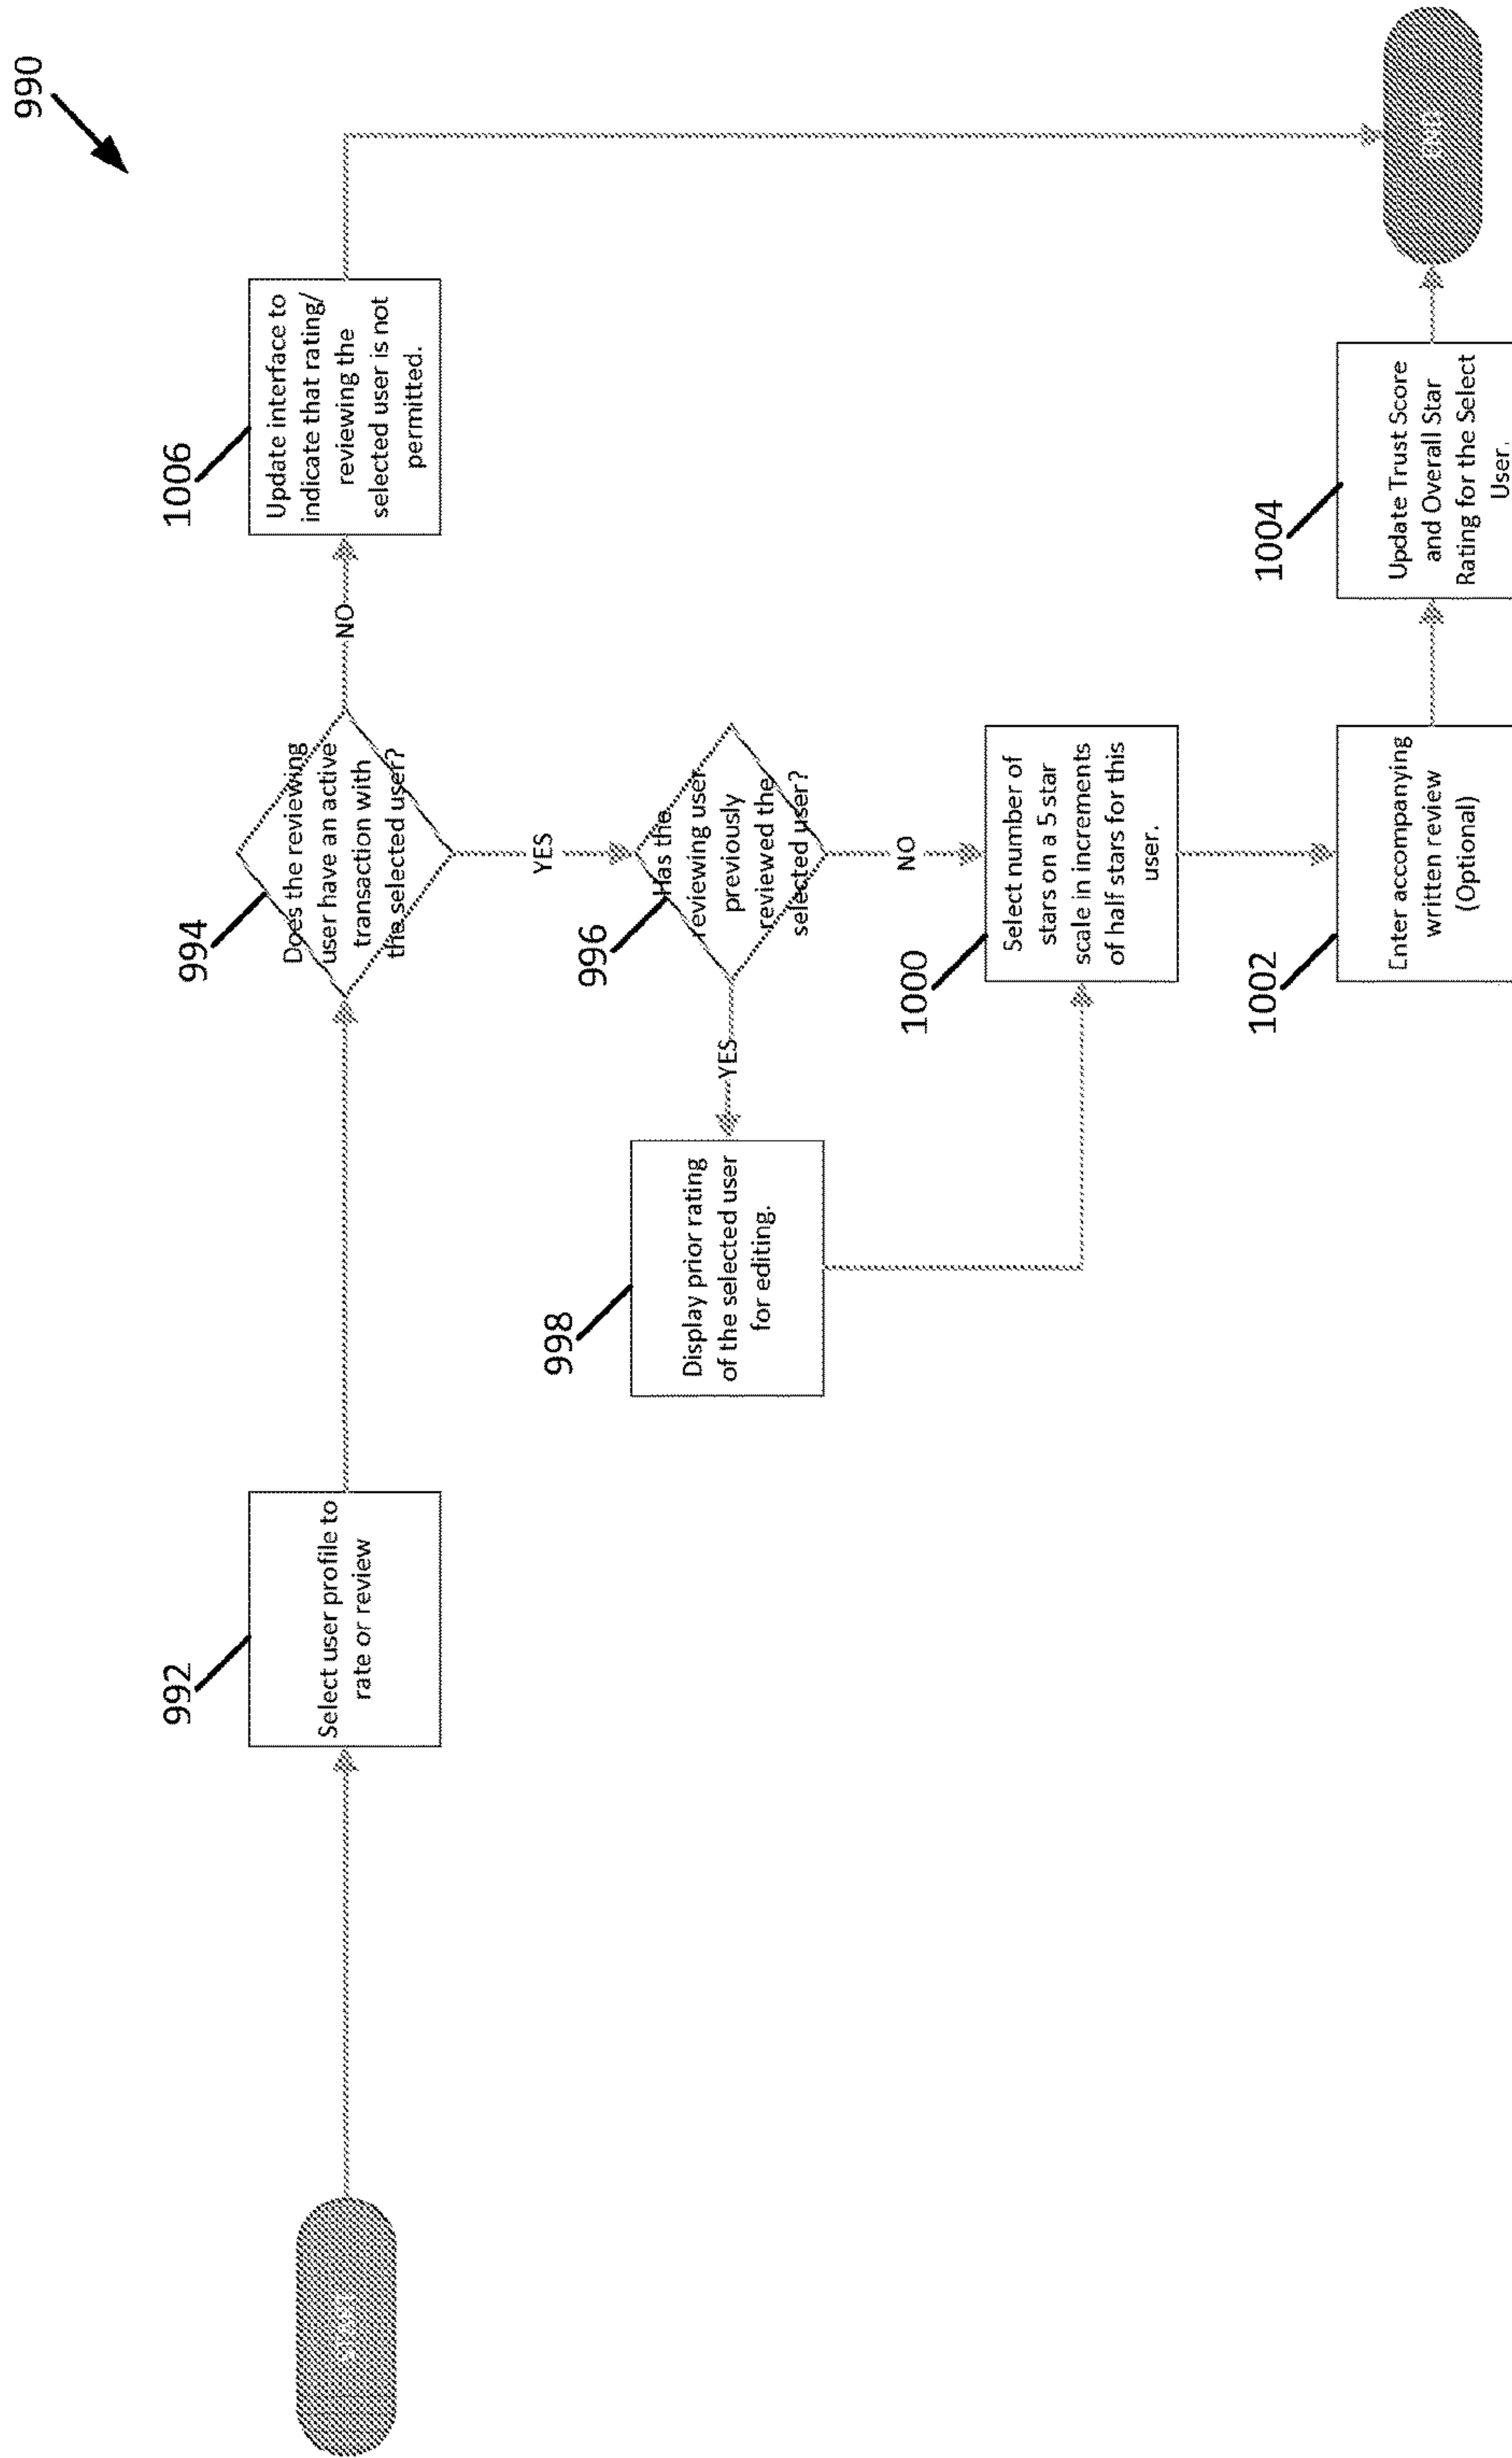 990
992
Select user profile to
rate or review
994
Does the reviewing
user have an active
transaction with
the selected user?
NO
1006
Update interface to
indicate that rating/
reviewing the
selected user is not
permitted.
YES
996
Has the
reviewing user
previously
reviewed the
selected user?
YES
998
Display prior rating
of the selected user
for editing.
NO
1000
Select number of
stars on a 5 star
scale in increments
of half stars for this
user.
1002
Enter accompanying
written review
(Optional)
1004
Update Trust Score
and Overall Star
Rating for the Select
User.
END